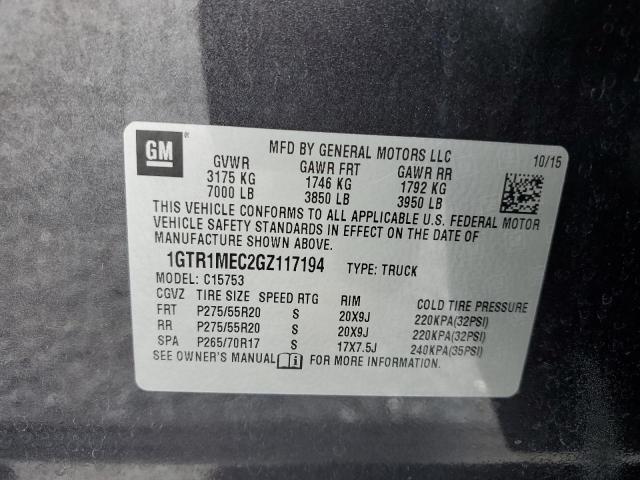 GM
MFD BY GENERAL MOTORS LLC 10/15
GVWR GAWR FRT GAWR RR
3175 KG 1746 KG 1792 KG
7000 LB 3850 LB 3950 LB
THIS VEHICLE CONFORMS TO ALL APPLICABLE U.S. FEDERAL MOTOR
VEHICLE SAFETY STANDARDS IN EFFECT ON THE DATE OF
MANUFACTURE SHOWN ABOVE.
1GTR1MEC2GZ117194 TYPE: TRUCK
MODEL: C15753
CGVZ TIRE SIZE SPEED RTG RIM COLD TIRE PRESSURE
FRT P275/55R20 S 20X9J 220KPA(32PSI)
RR P275/55R20 S 20X9J 220KPA(32PSI)
SPA P265/70R17 S 17X7.5J 240KPA(35PSI)
SEE OWNER'S MANUAL FOR MORE INFORMATION.